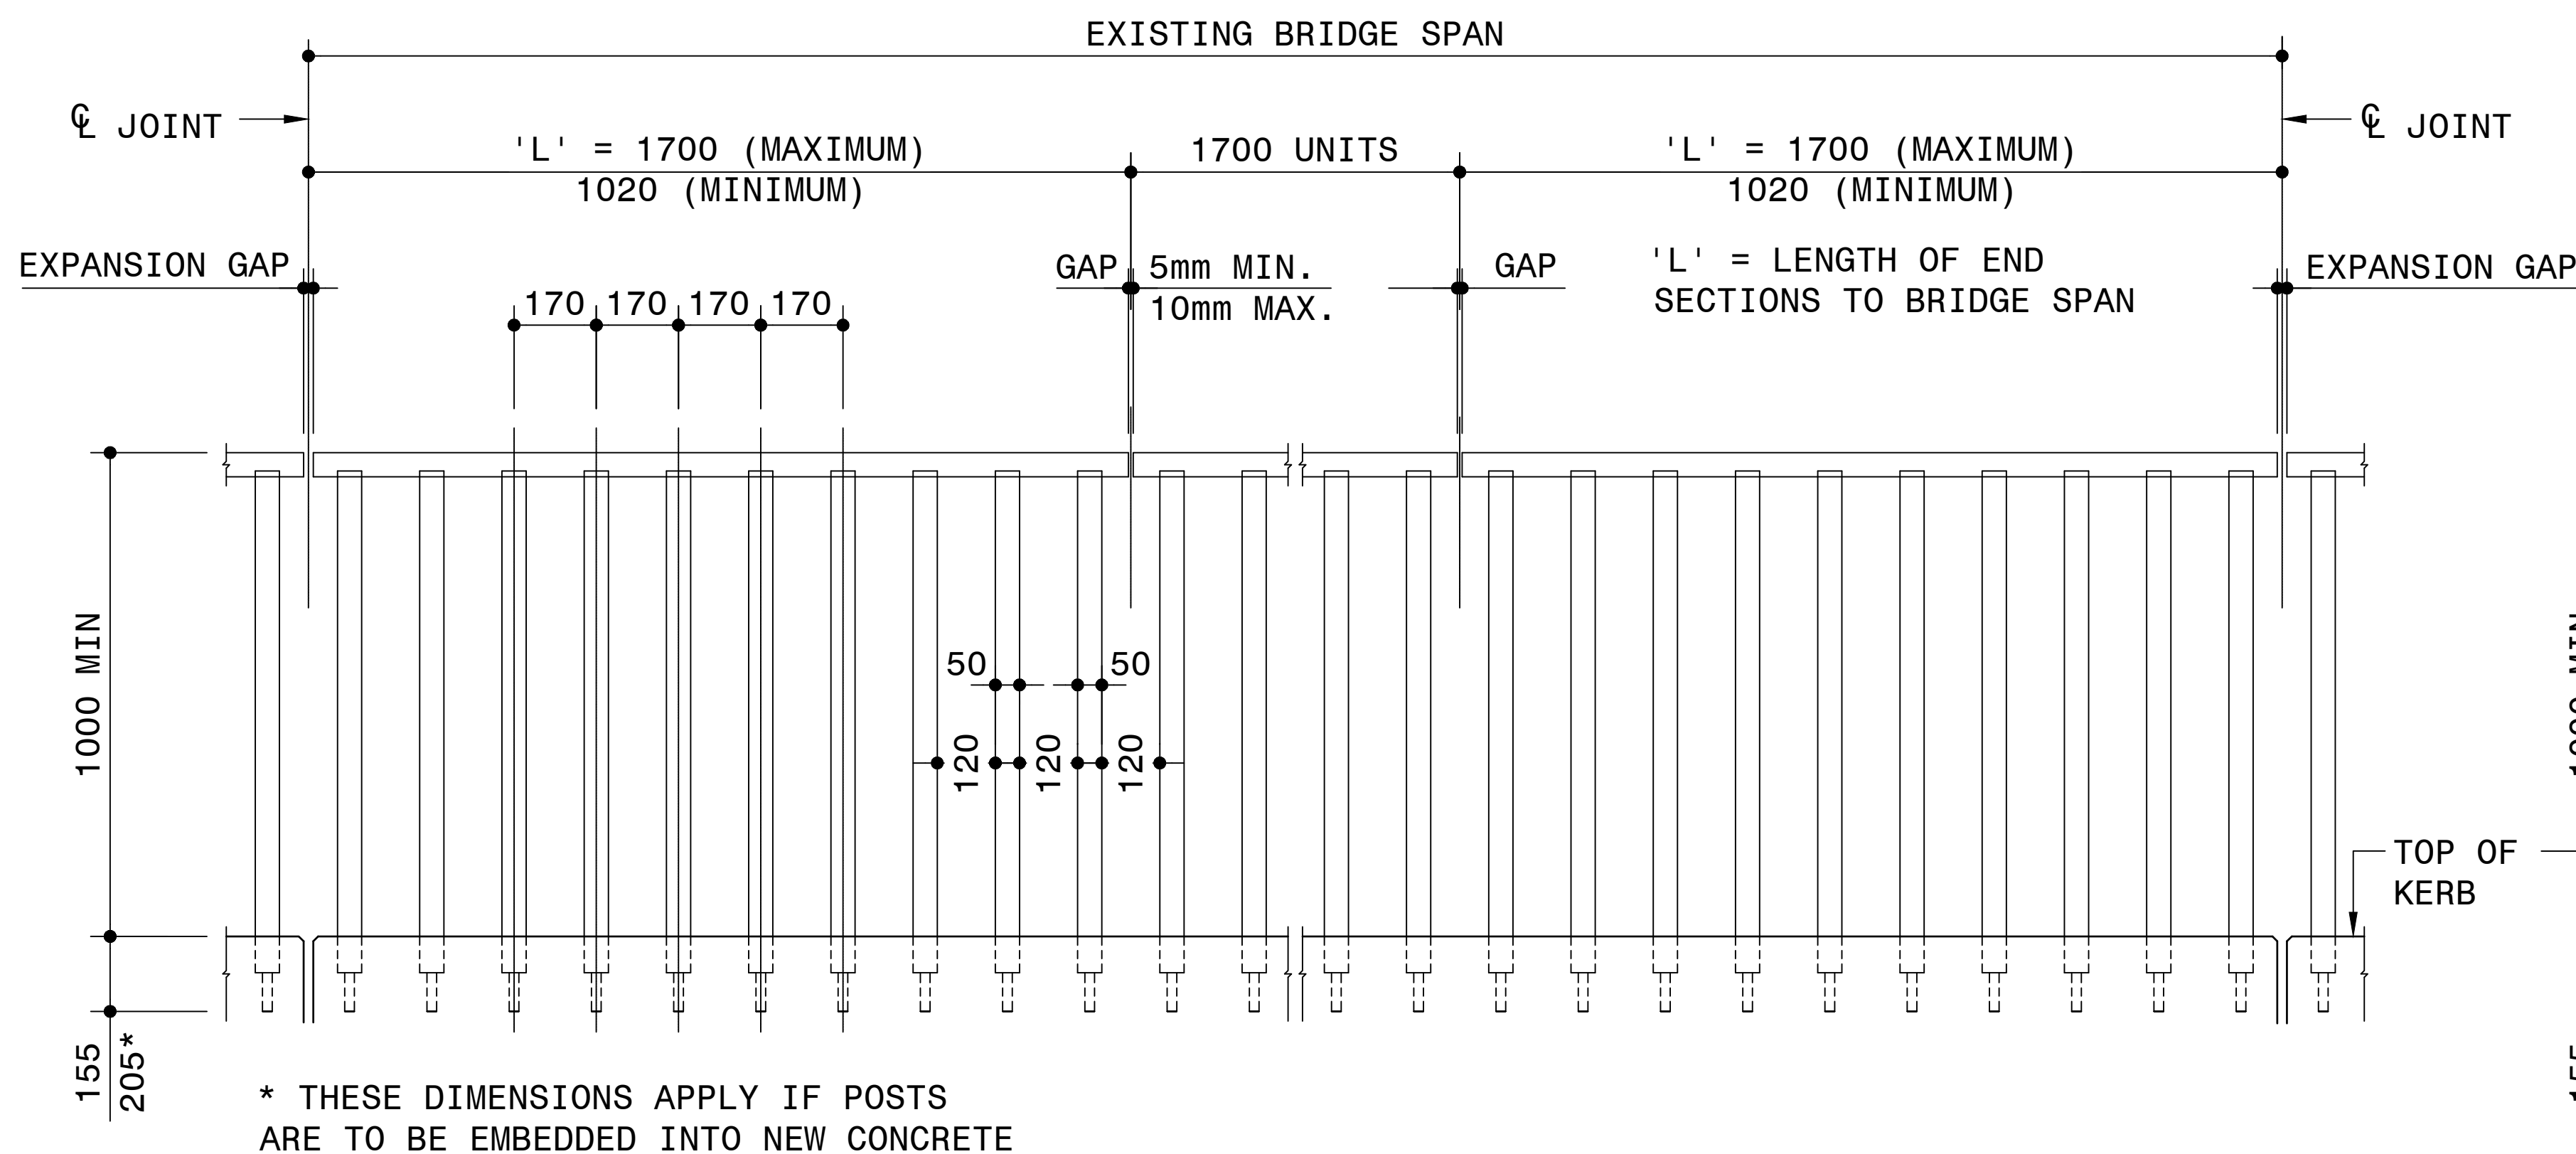 EXISTING BRIDGE SPAN
℄ JOINT
℄ JOINT
'L' = 1700 (MAXIMUM)
1020 (MINIMUM)
1700 UNITS
'L' = 1700 (MAXIMUM)
1020 (MINIMUM)
EXPANSION GAP
GAP
5mm MIN.
10mm MAX.
GAP
'L' = LENGTH OF END
SECTIONS TO BRIDGE SPAN
EXPANSION GAP
170 170 170 170
1000 MIN
50
50
120
120
120
TOP OF
KERB
155
205*
* THESE DIMENSIONS APPLY IF POSTS
ARE TO BE EMBEDDED INTO NEW CONCRETE